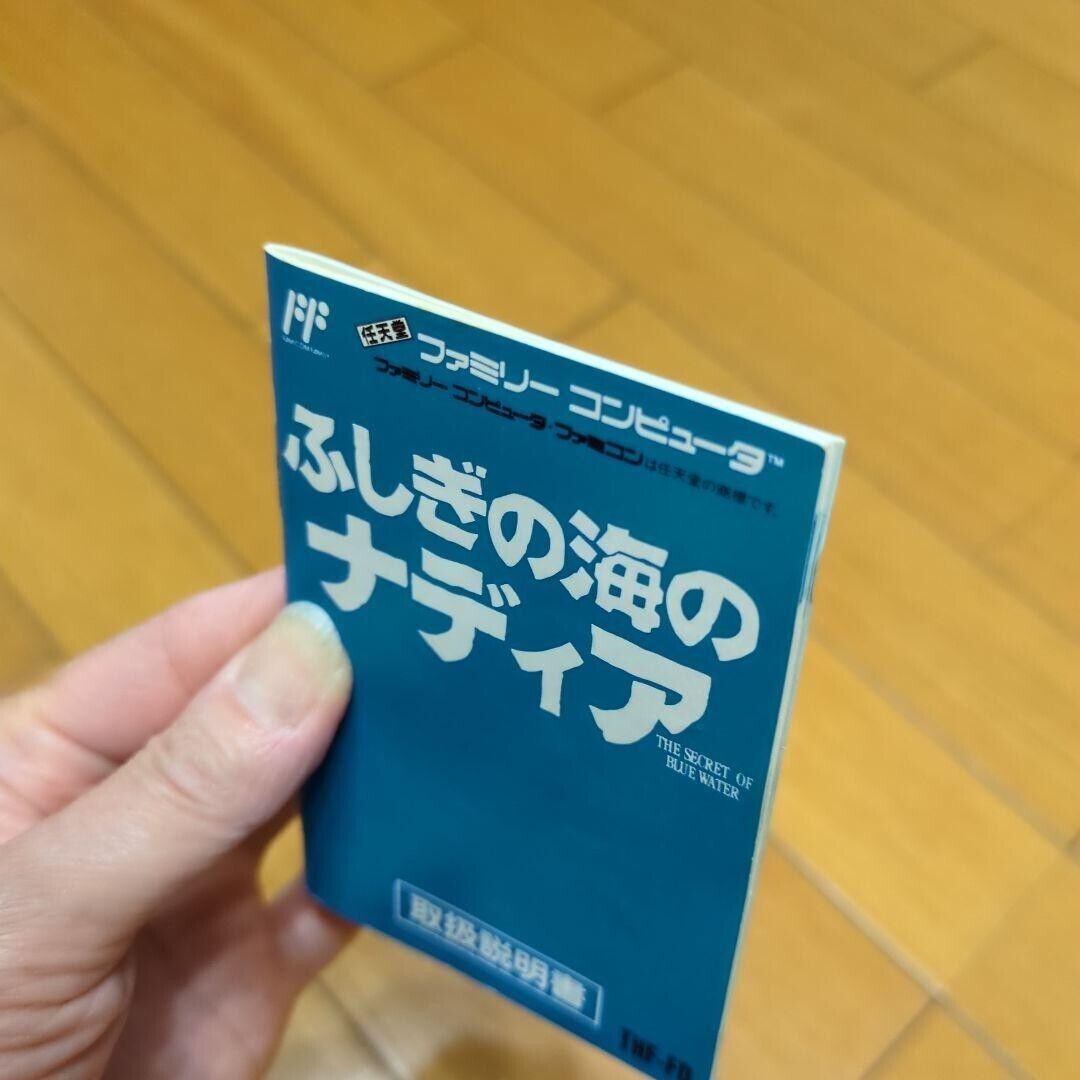 任天堂 ファミリー コンピュータ™
ファミリー コンピュータ・ファミコンは任天堂の商標です。
ふしぎの海の
ナディア
THE SECRET OF
BLUE WATER
取扱説明書